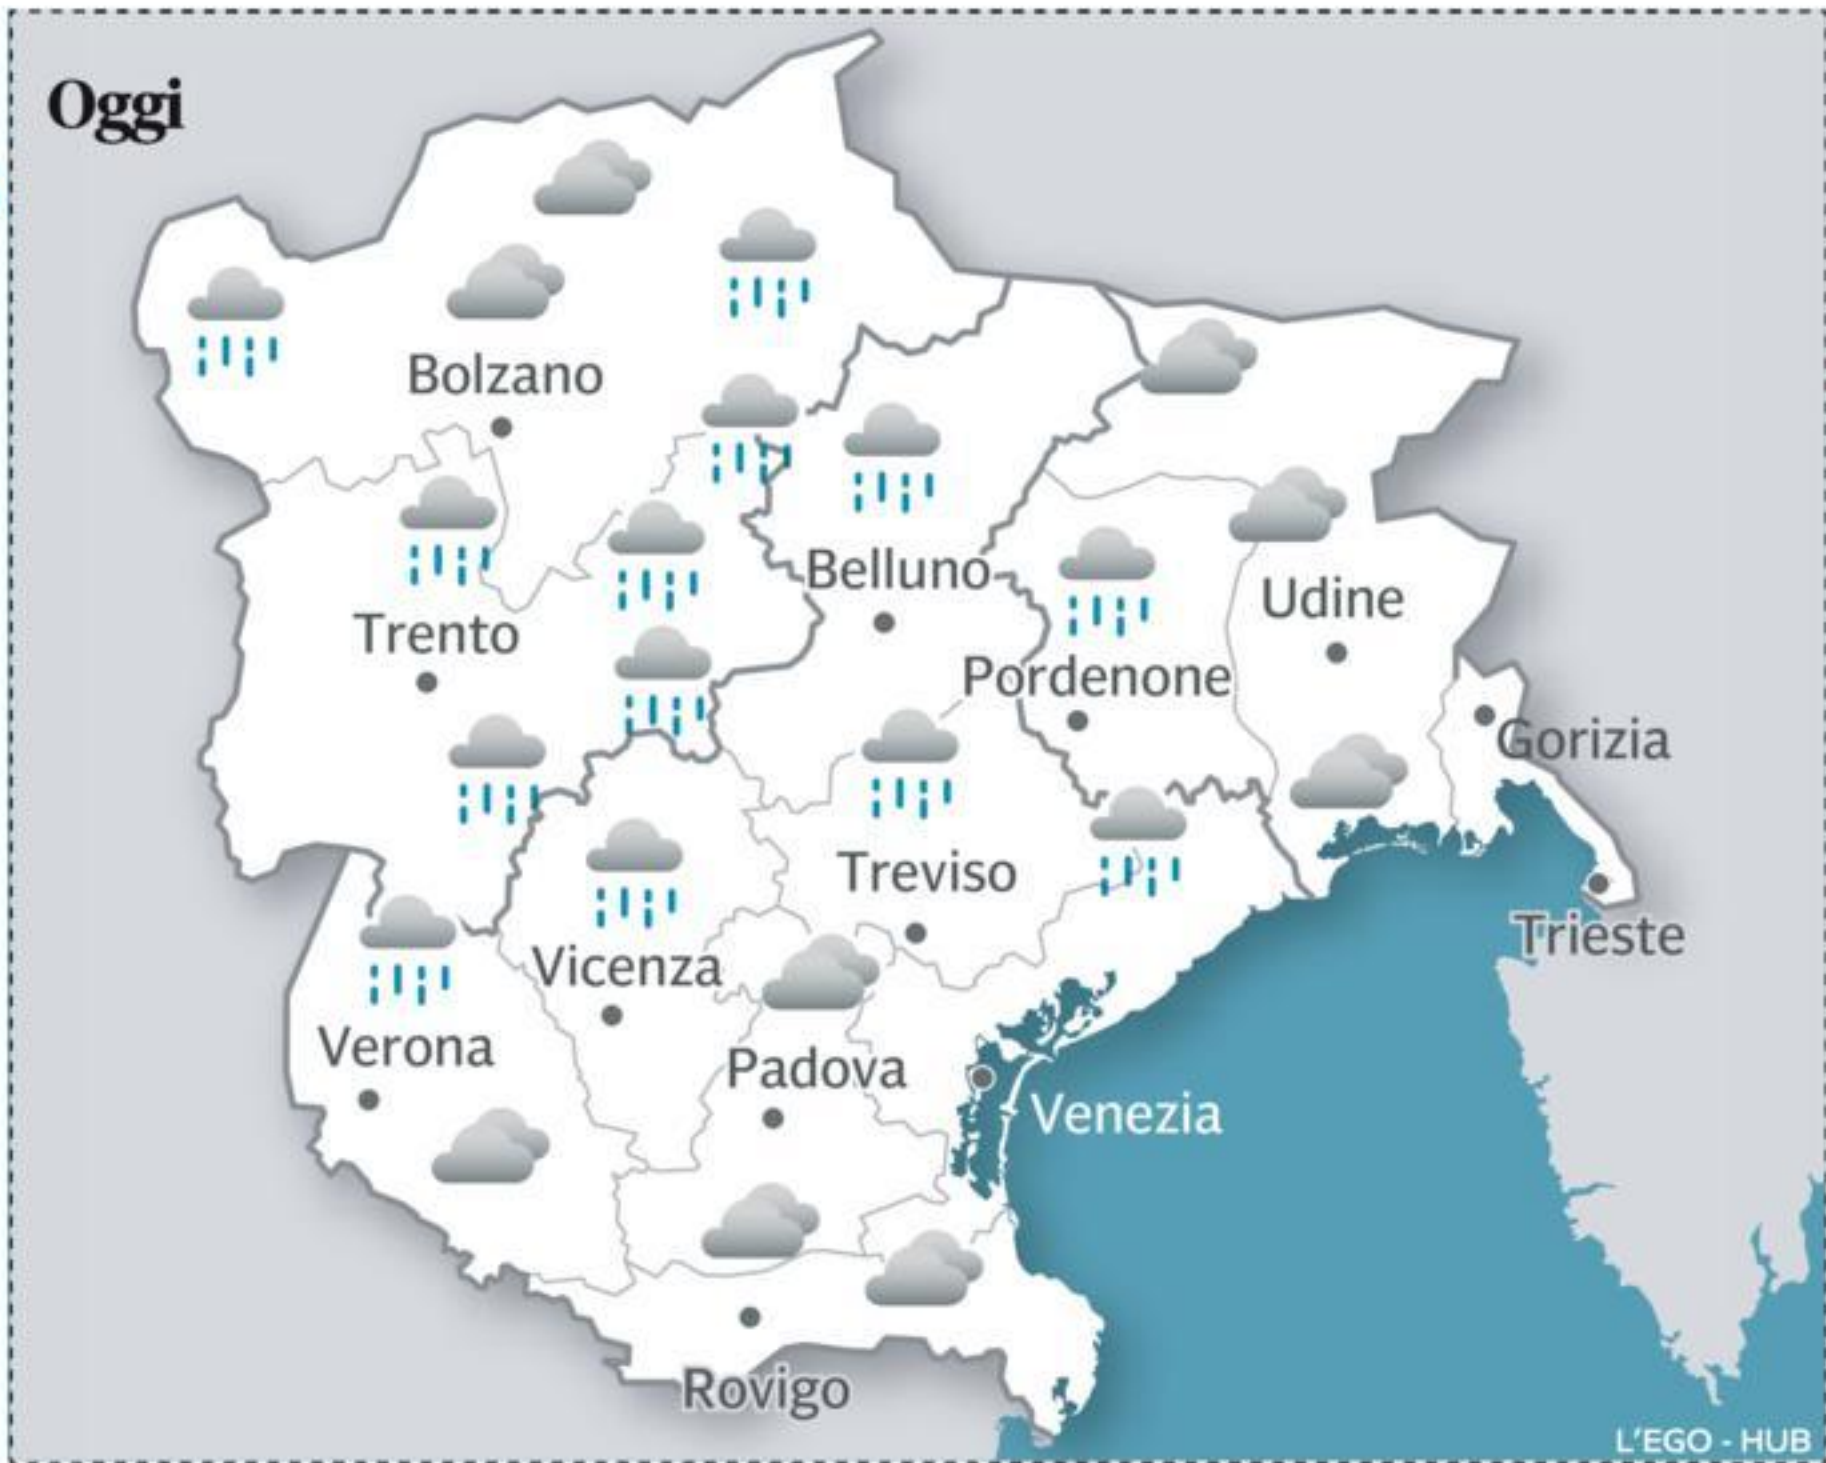 Oggi
Bolzano
Belluno
Udine
Trento
Pordenone
Gorizia
Treviso
Trieste
Vicenza
Verona
Padova
Venezia
Rovigo
L'EGO - HUB